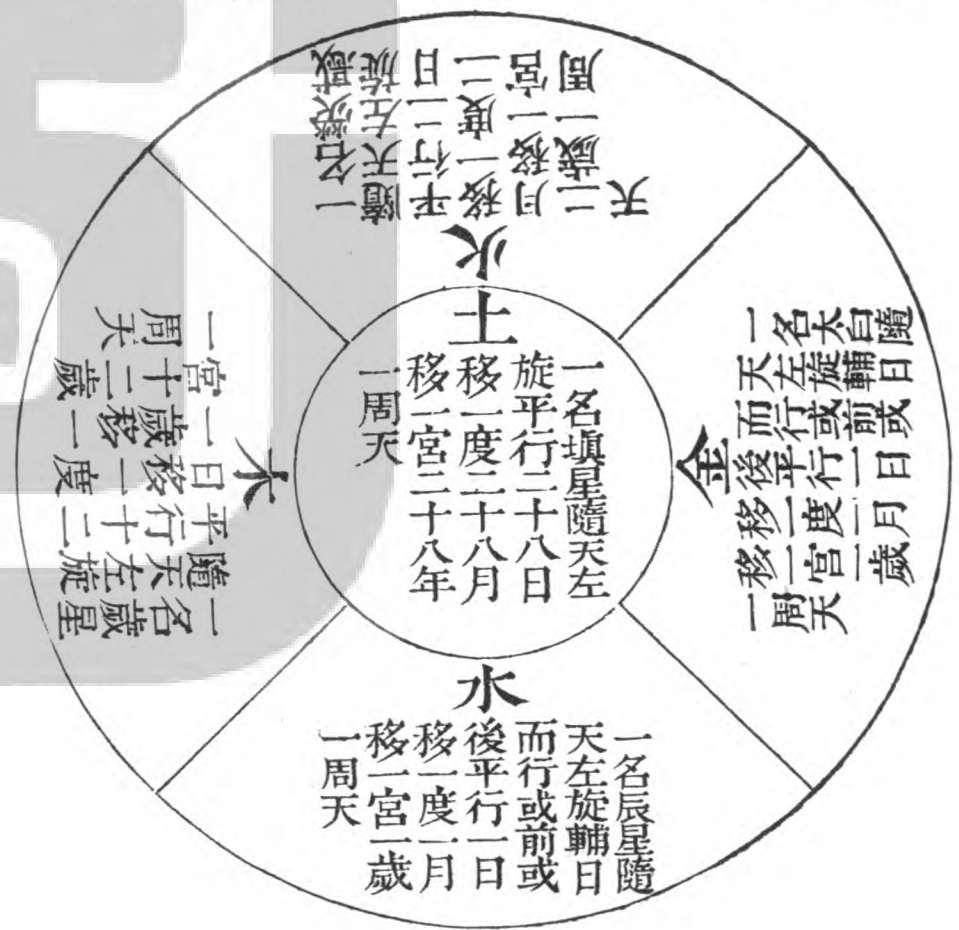 火
一名熒惑
隨天左旋
平行二日
移一度二
月移一宮
二歲一周
天
金
一名太白隨
天左旋輔日
而行或前或
後平行一日
移一度一月
移一宮一歲
一周天
土
一名塡星隨天左
旋平行二十八日
移一度二十八月
移一宮二十八年
一周天
木
一名歲星
隨天左旋
平行十二
日移一度
一歲移一
宮十二歲
一周天
水
一名辰星隨
天左旋輔日
而行或前或
後平行一日
移一度一月
移一宮一歲
一周天